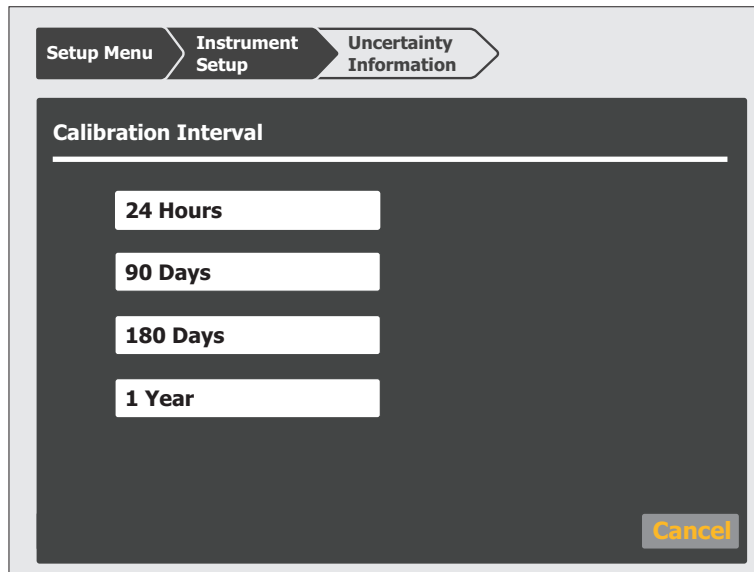 Setup Menu
Instrument
Setup
Uncertainty
Information
Calibration Interval
24 Hours
90 Days
180 Days
1 Year
Cancel